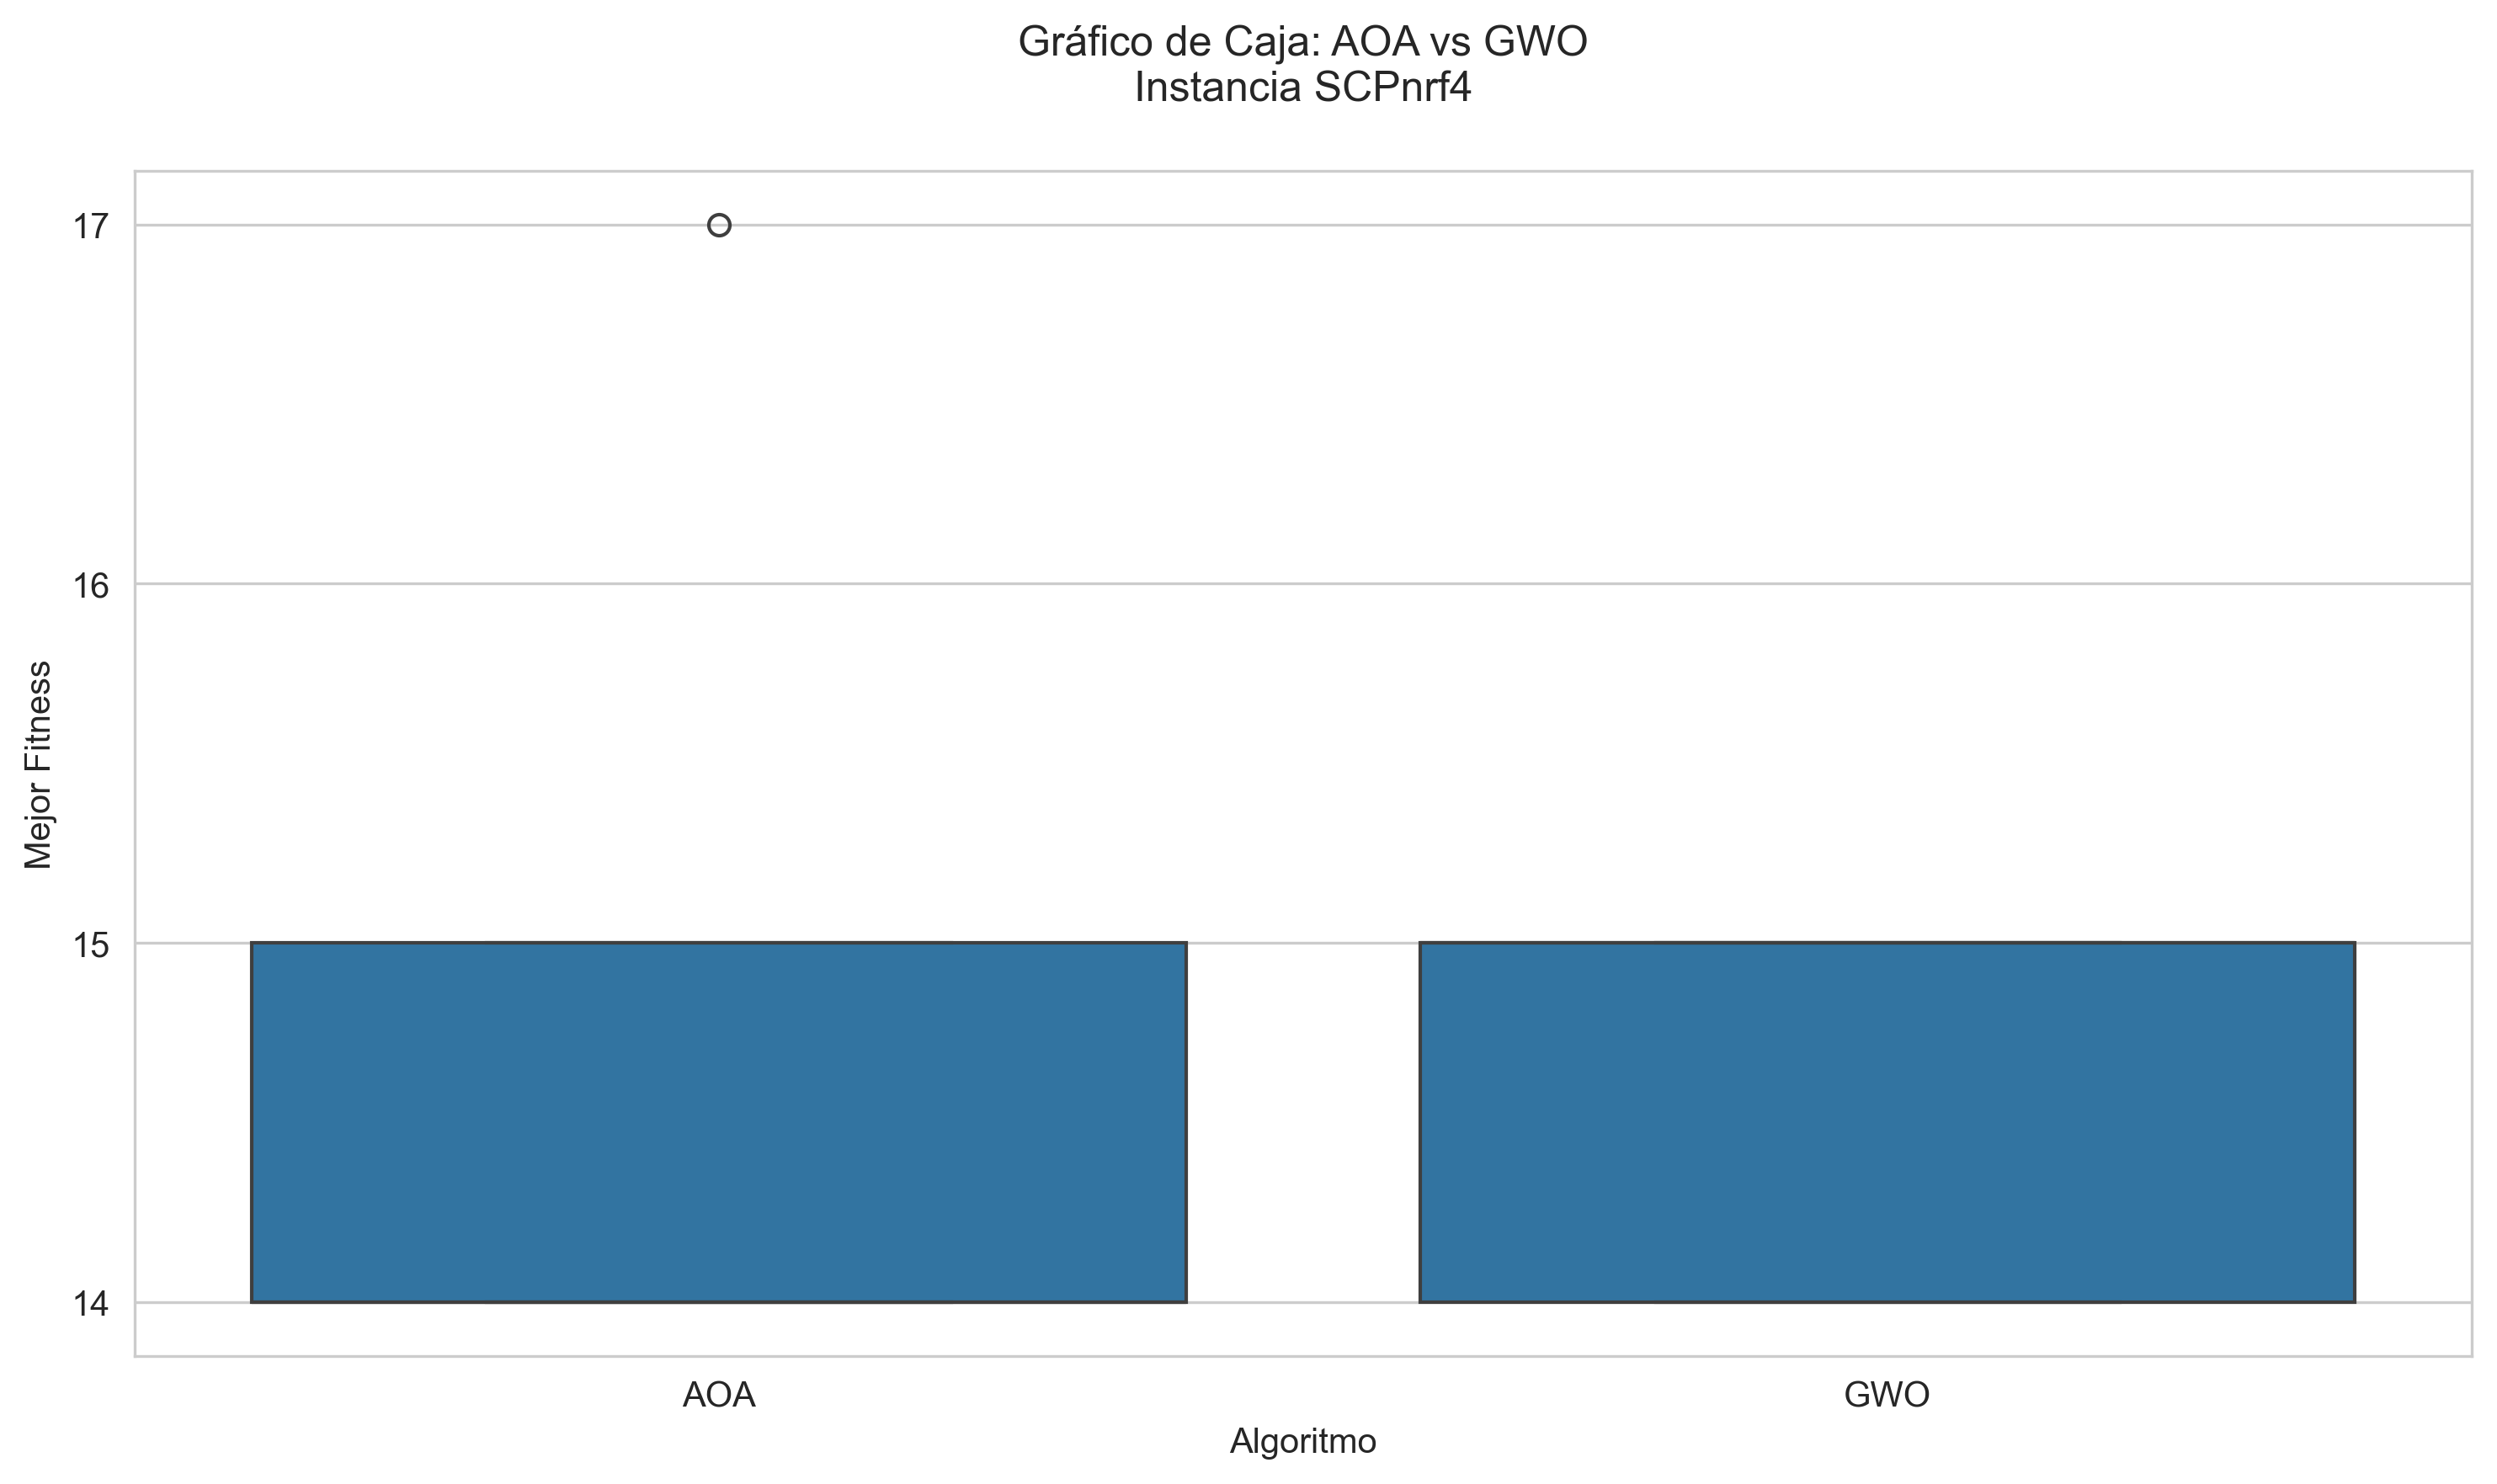 Gráfico de Caja: AOA vs GWO
Instancia SCPnrf4
17
16
15
14
Mejor Fitness
AOA
GWO
Algoritmo